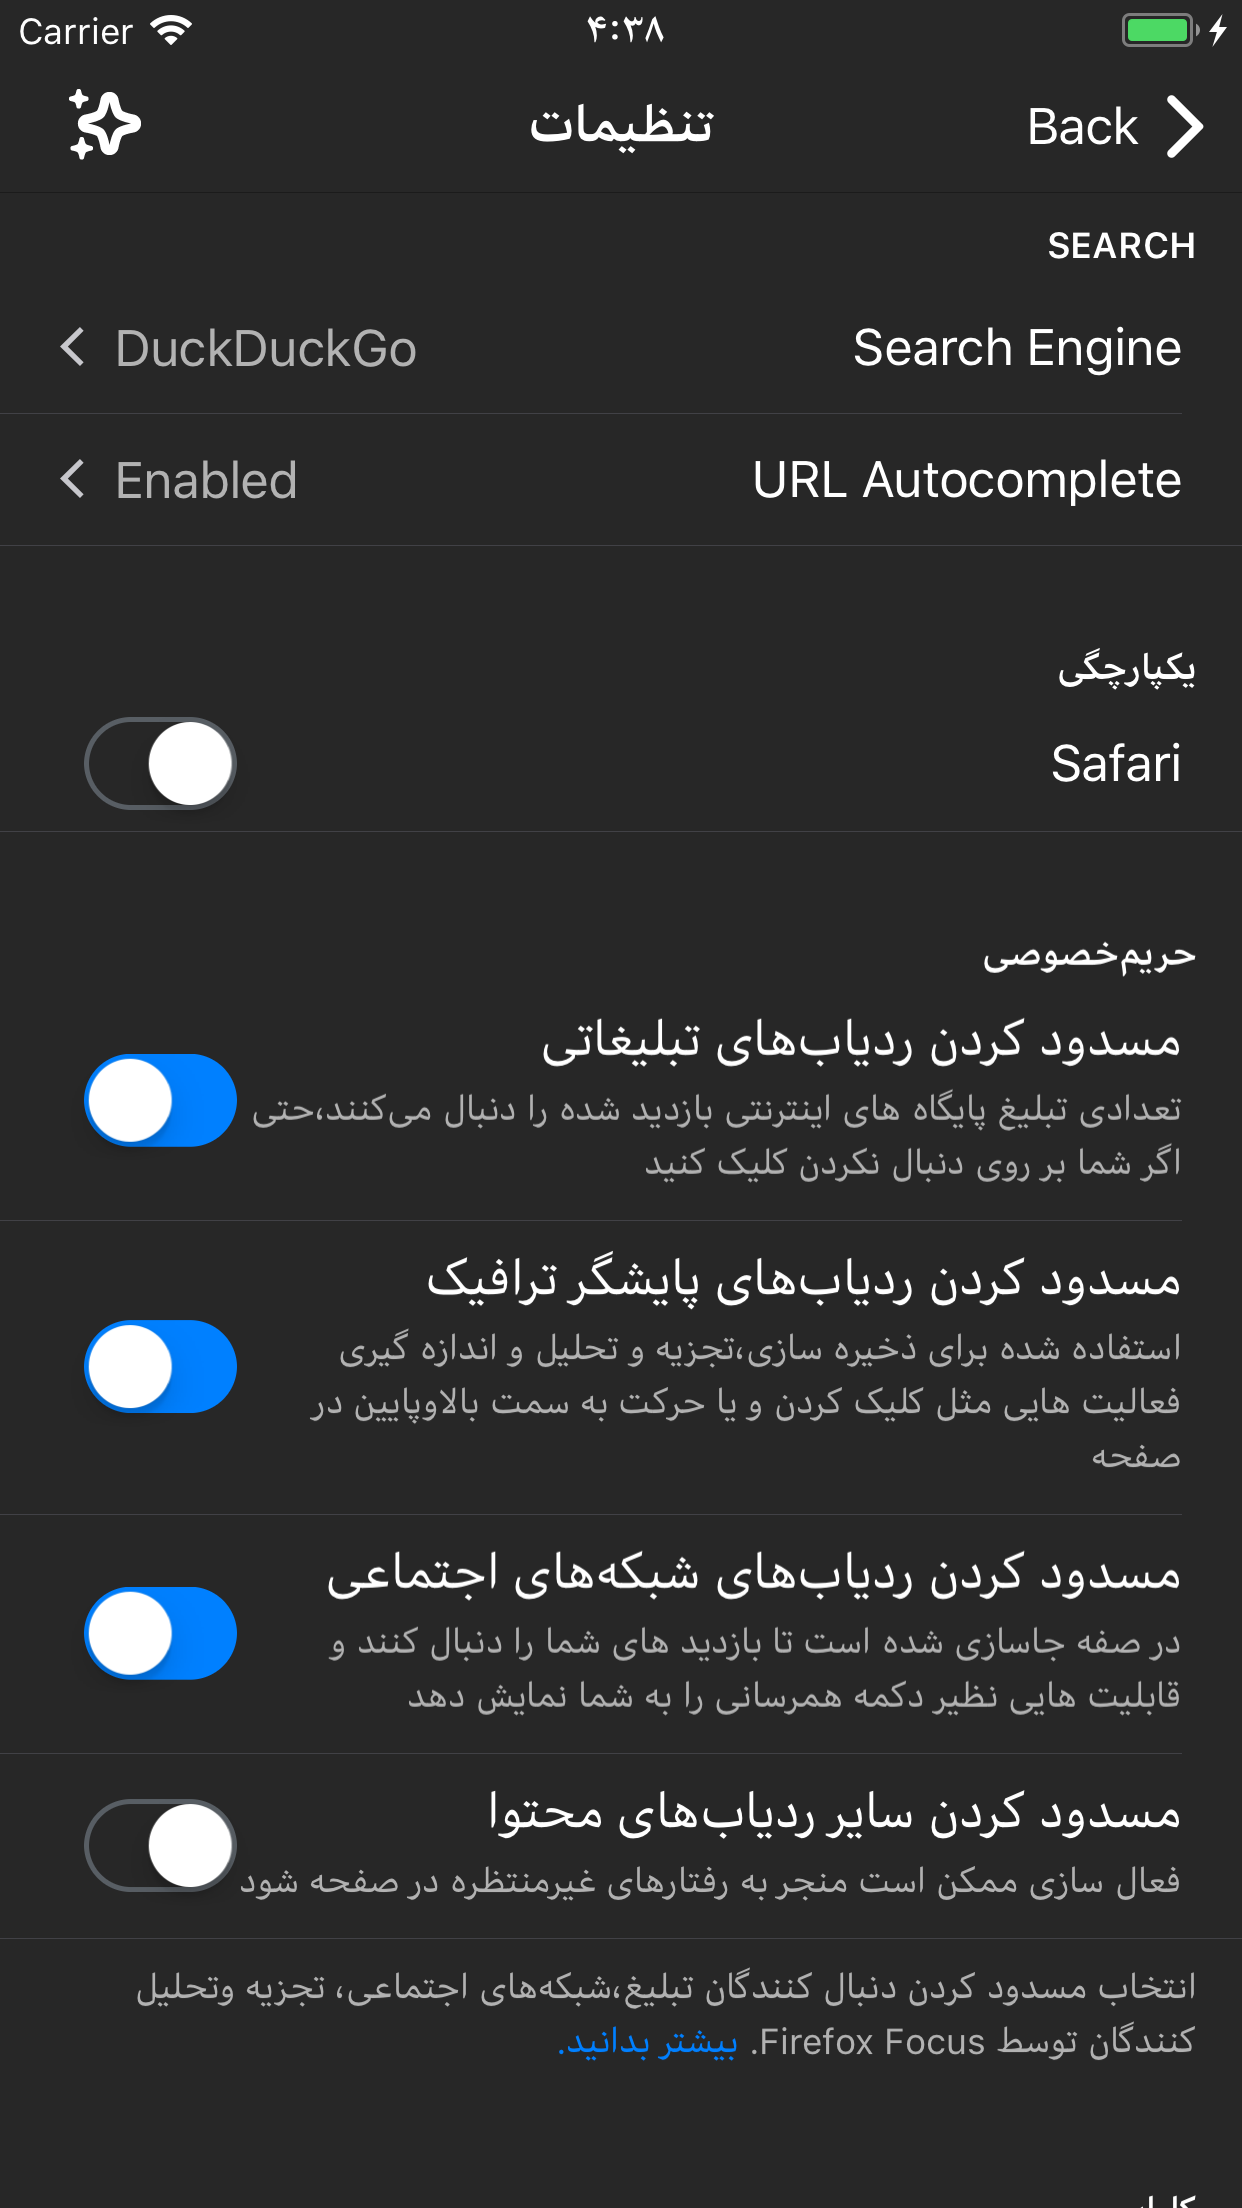 Carrier ۴:۳۸
Back تنظیمات
SEARCH
Search Engine DuckDuckGo
URL Autocomplete Enabled
یکپارچگی
Safari
حریم‌خصوصی
مسدود کردن ردیاب‌های تبلیغاتی
تعدادی تبلیغ پایگاه های اینترنتی بازدید شده را دنبال می‌کنند،حتی
اگر شما بر روی دنبال نکردن کلیک کنید
مسدود کردن ردیاب‌های پایشگر ترافیک
استفاده شده برای ذخیره سازی،تجزیه و تحلیل و اندازه گیری
فعالیت هایی مثل کلیک کردن و یا حرکت به سمت بالاوپایین در
صفحه
مسدود کردن ردیاب‌های شبکه‌های اجتماعی
در صفه جاسازی شده است تا بازدید های شما را دنبال کنند و
قابلیت هایی نظیر دکمه همرسانی را به شما نمایش دهد
مسدود کردن سایر ردیاب‌های محتوا
فعال سازی ممکن است منجر به رفتارهای غیرمنتظره در صفحه شود
انتخاب مسدود کردن دنبال کنندگان تبلیغ،شبکه‌های اجتماعی، تجزیه وتحلیل
کنندگان توسط Firefox Focus. بیشتر بدانید.